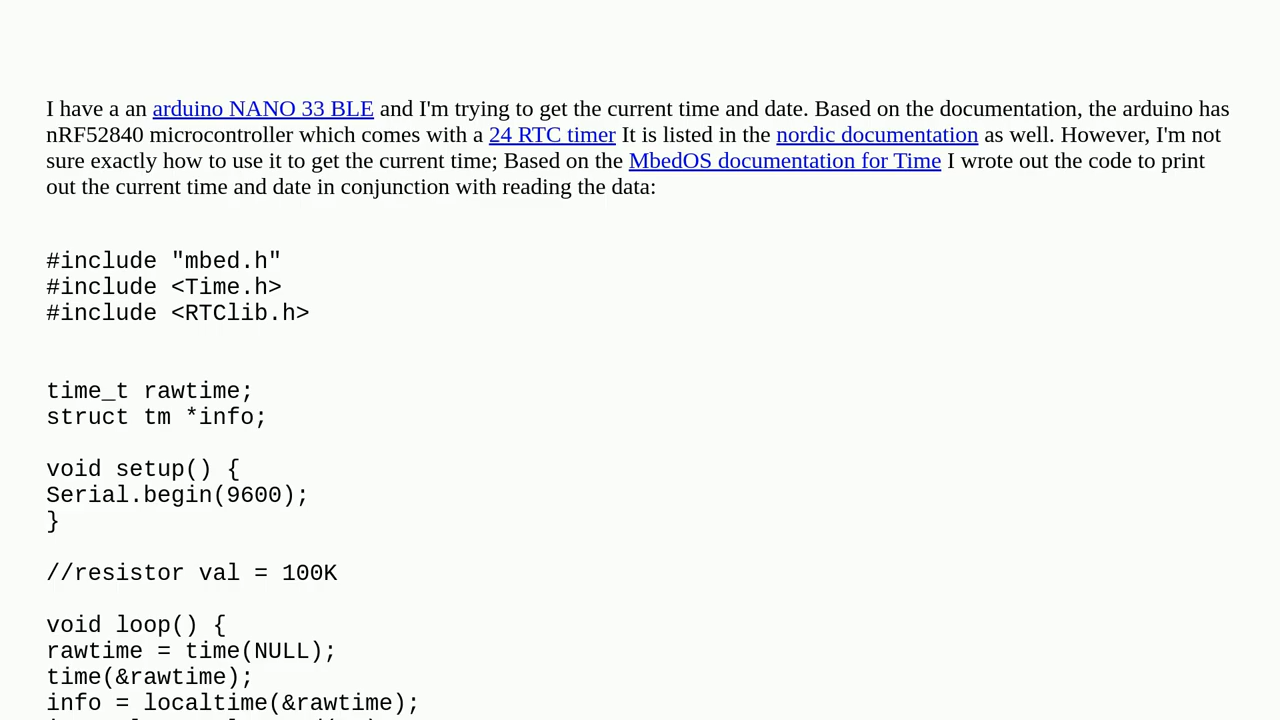 I have a an arduino NANO 33 BLE and I'm trying to get the current time and date. Based on the documentation, the arduino has
nRF52840 microcontroller which comes with a 24 RTC timer It is listed in the nordic documentation as well. However, I'm not
sure exactly how to use it to get the current time; Based on the MbedOS documentation for Time I wrote out the code to print
out the current time and date in conjunction with reading the data:
#include "mbed.h"
#include <Time.h>
#include <RTClib.h>
time_t rawtime;
struct tm *info;
void setup() {
Serial.begin(9600);
}
//resistor val = 100K
void loop() {
rawtime = time(NULL);
time(&rawtime);
info = localtime(&rawtime);